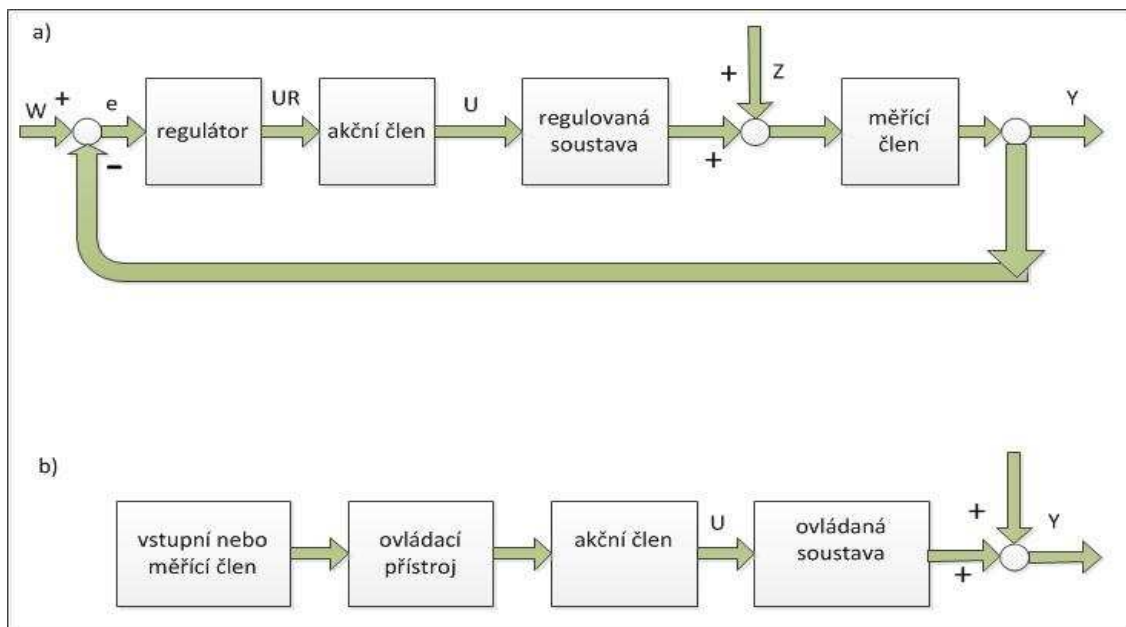 a)
W
+
e
regulátor
UR
akční člen
U
regulovaná
soustava
+
Z
+
měřící
člen
Y
−
b)
vstupní nebo
měřící člen
ovládací
přístroj
akční člen
U
ovládaná
soustava
+
+
Y